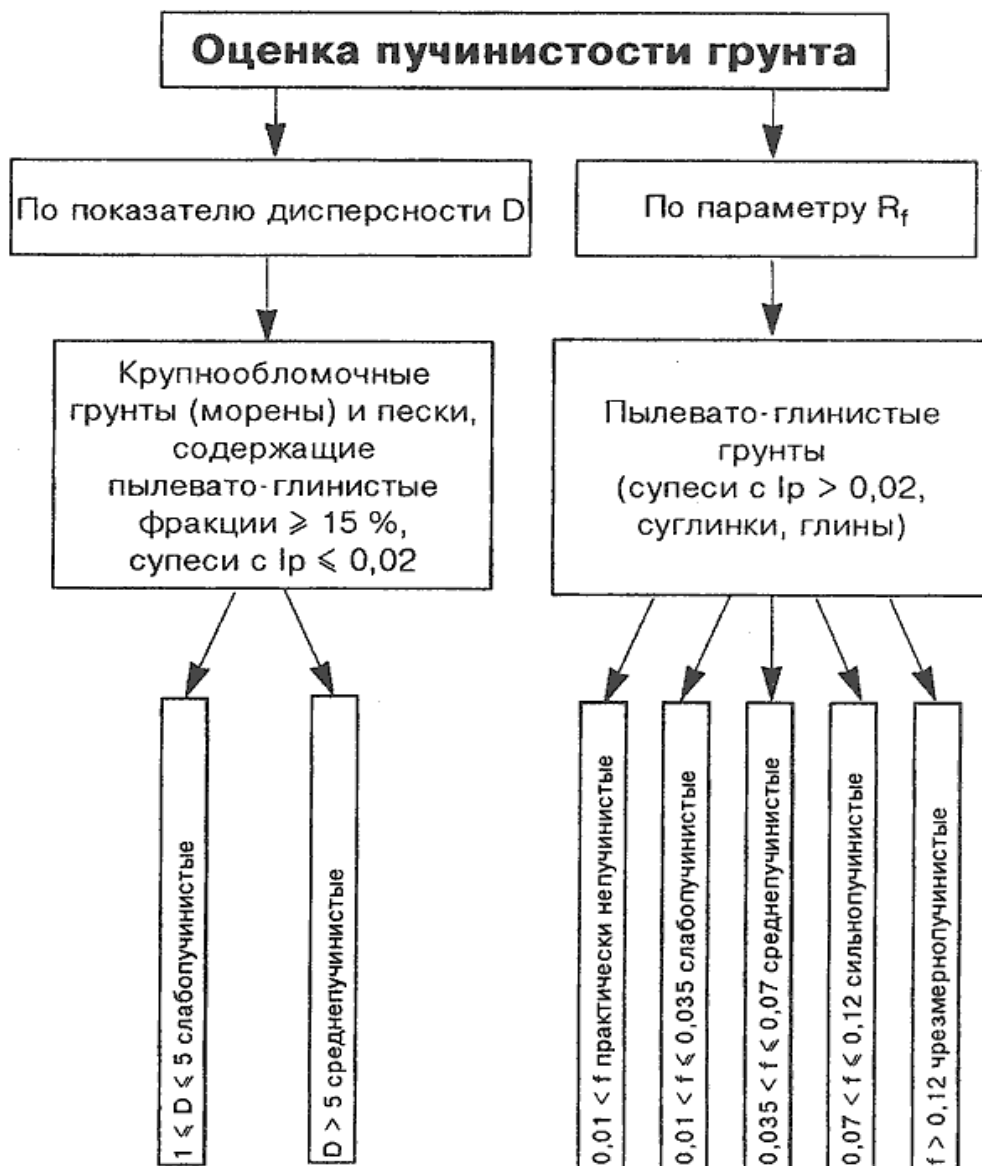 Оценка пучинистости грунта
По показателю дисперсности D
По параметру R_f
Крупнообломочные
грунты (морены) и пески,
содержащие
пылевато-глинистые
фракции ⩾ 15 %,
супеси с Ip ⩽ 0,02
Пылевато-глинистые
грунты
(супеси с Ip > 0,02,
суглинки, глины)
1 ⩽ D ⩽ 5 слабопучинистые
D > 5 среднепучинистые
0,01 < f практически непучинистые
0,01 < f ⩽ 0,035 слабопучинистые
0,035 < f ⩽ 0,07 среднепучинистые
0,07 < f ⩽ 0,12 сильнопучинистые
f > 0,12 чрезмернопучинистые